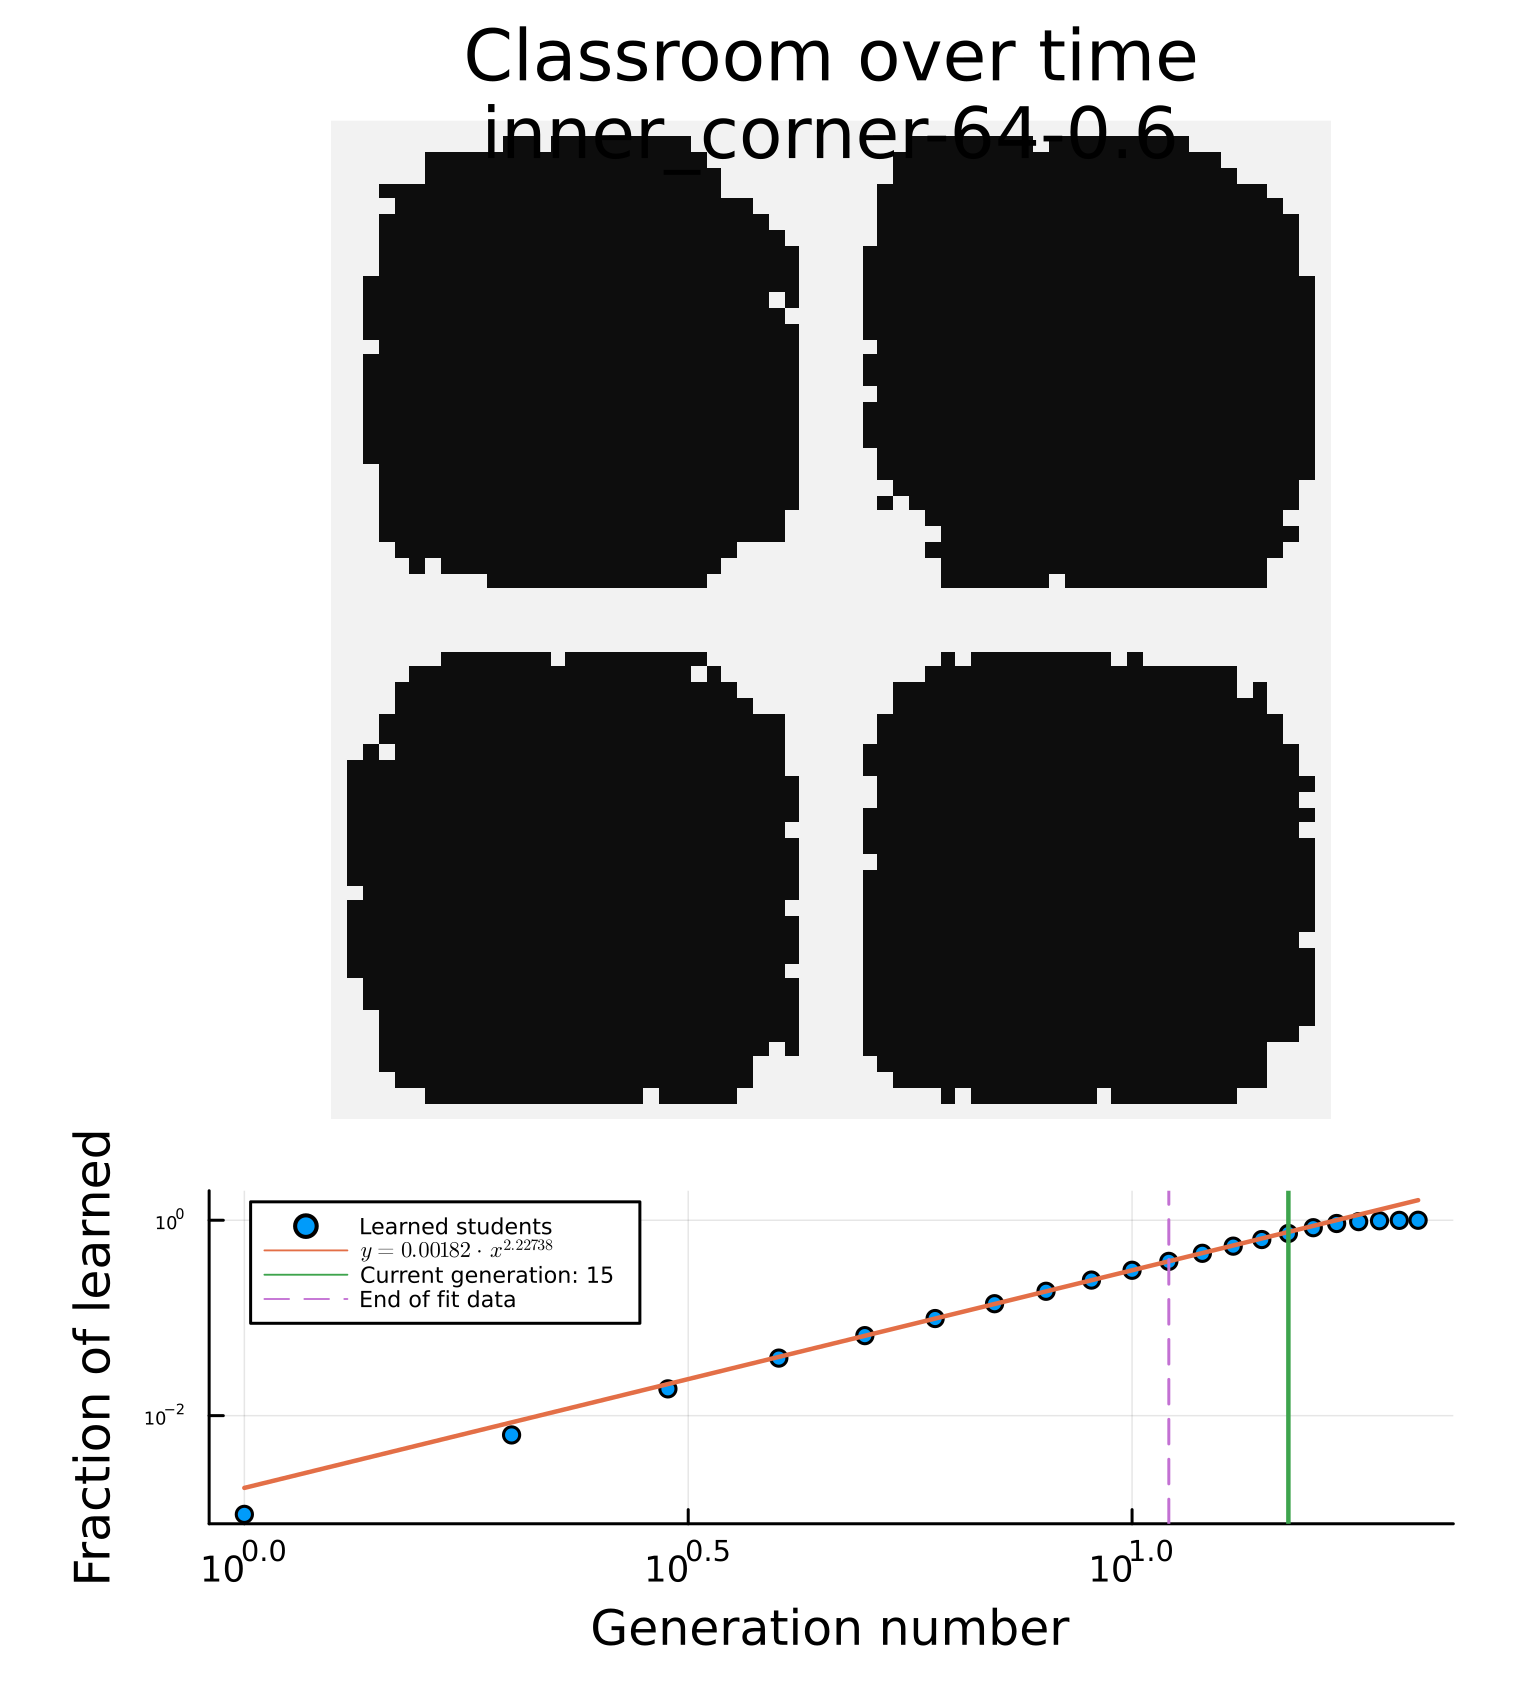 Classroom over time
inner_corner-64-0.6
Fraction of learned
10^0
10^−2
Learned students
y = 0.00182 · x^2.22738
Current generation: 15
End of fit data
10^0.0 10^0.5 10^1.0
Generation number